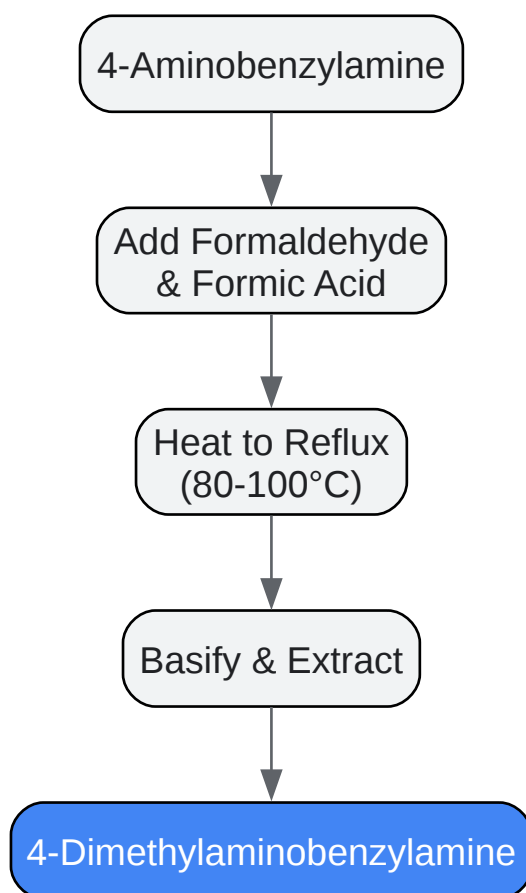 4-Aminobenzylamine
Add Formaldehyde
& Formic Acid
Heat to Reflux
(80-100°C)
Basify & Extract
4-Dimethylaminobenzylamine